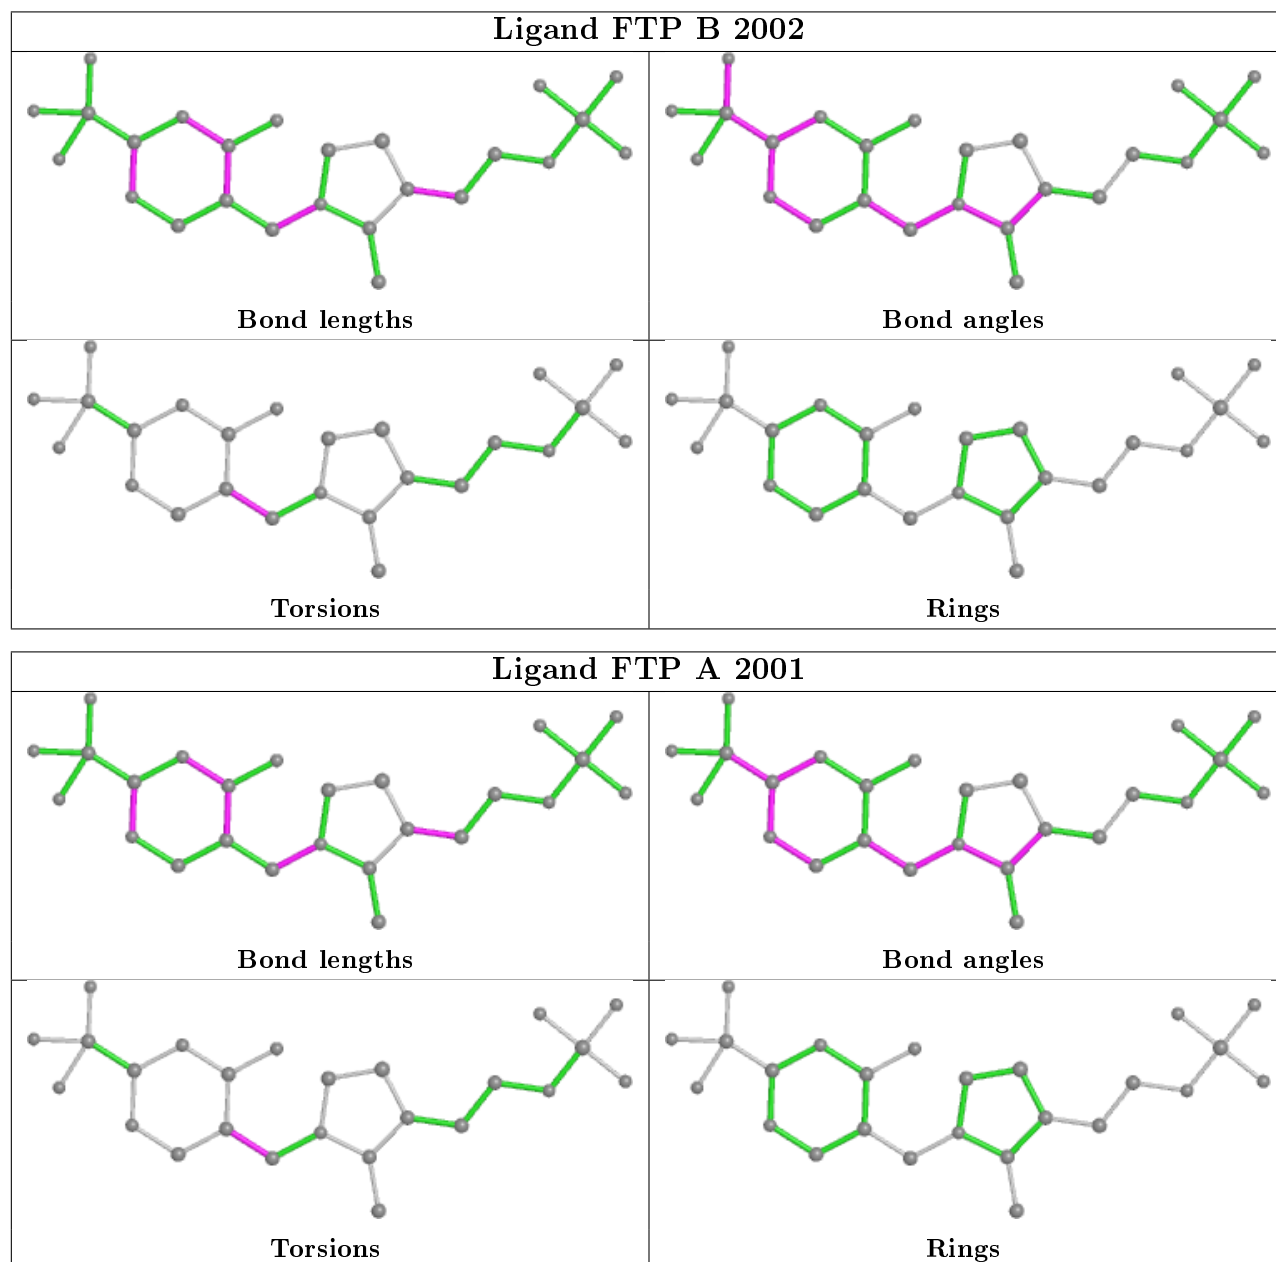 Ligand FTP B 2002
Bond lengths
Bond angles
Torsions
Rings
Ligand FTP A 2001
Bond lengths
Bond angles
Torsions
Rings